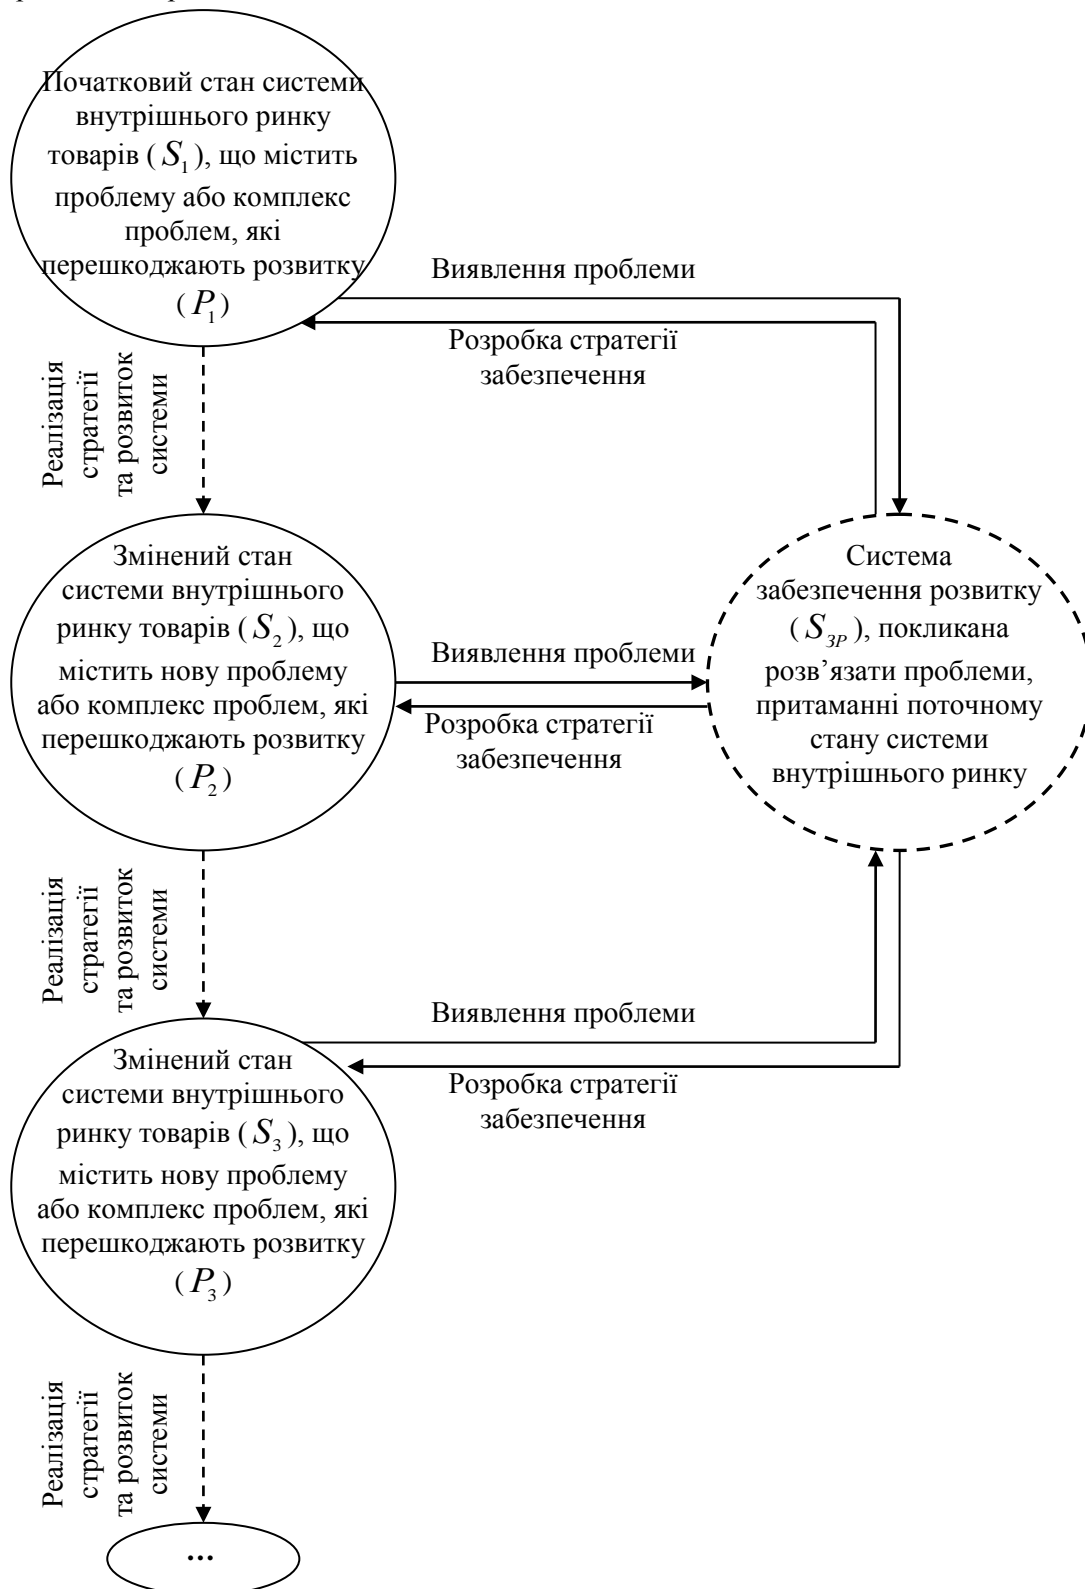 Початковий стан системи
внутрішнього ринку
товарів (S₁), що містить
проблему або комплекс
проблем, які
перешкоджають розвитку
(P₁)
Виявлення проблеми
Розробка стратегії
забезпечення
Реалізація
стратегії
та розвиток
системи
Змінений стан
системи внутрішнього
ринку товарів (S₂), що
містить нову проблему
або комплекс проблем, які
перешкоджають розвитку
(P₂)
Виявлення проблеми
Розробка стратегії
забезпечення
Система
забезпечення розвитку
(S_ЗР), покликана
розв’язати проблеми,
притаманні поточному
стану системи
внутрішнього ринку
Реалізація
стратегії
та розвиток
системи
Виявлення проблеми
Розробка стратегії
забезпечення
Змінений стан
системи внутрішнього
ринку товарів (S₃), що
містить нову проблему
або комплекс проблем, які
перешкоджають розвитку
(P₃)
Реалізація
стратегії
та розвиток
системи
...